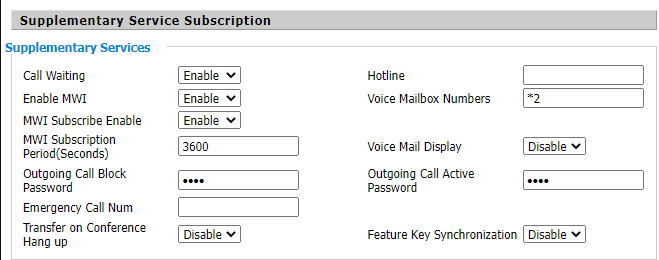 Supplementary Service Subscription
Supplementary Services
Call Waiting Enable Hotline
Enable MWI Enable Voice Mailbox Numbers *2
MWI Subscribe Enable Enable
MWI Subscription
Period(Seconds) 3600 Voice Mail Display Disable
Outgoing Call Block
Password •••• Outgoing Call Active
Password ••••
Emergency Call Num
Transfer on Conference
Hang up Disable Feature Key Synchronization Disable